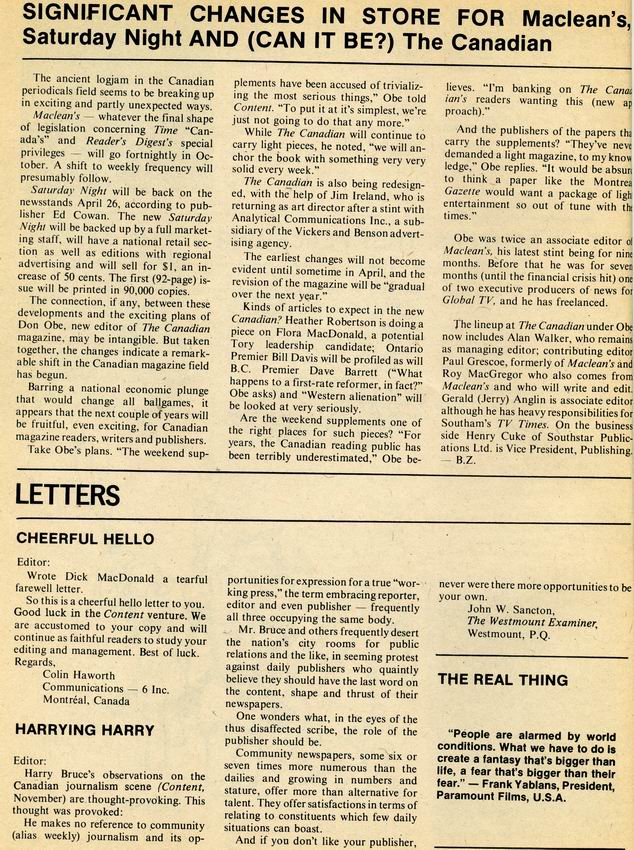 SIGNIFICANT CHANGES IN STORE FOR Maclean's,
Saturday Night AND (CAN IT BE?) The Canadian
The ancient logjam in the Canadian
periodicals field seems to be breaking up
in exciting and partly unexpected ways.
Maclean's — whatever the final shape
of legislation concerning Time "Can-
ada's" and Reader's Digest's special
privileges — will go fortnightly in Oc-
tober. A shift to weekly frequency will
presumably follow.
Saturday Night will be back on the
newsstands April 26, according to pub-
lisher Ed Cowan. The new Saturday
Night will be backed up by a full market-
ing staff, will have a national retail sec-
tion as well as editions with regional
advertising and will sell for $1, an in-
crease of 50 cents. The first (92-page) is-
sue will be printed in 90,000 copies.
The connection, if any, between these
developments and the exciting plans of
Don Obe, new editor of The Canadian
magazine, may be intangible. But taken
together, the changes indicate a remark-
able shift in the Canadian magazine field
has begun.
Barring a national economic plunge
that would change all ballgames, it
appears that the next couple of years will
be fruitful, even exciting, for Canadian
magazine readers, writers and publishers.
Take Obe's plans. "The weekend sup-
plements have been accused of trivializ-
ing the most serious things," Obe told
Content. "To put it at it's simplest, we're
just not going to do that any more."
While The Canadian will continue to
carry light pieces, he noted, "we will an-
chor the book with something very very
solid every week."
The Canadian is also being redesign-
ed, with the help of Jim Ireland, who is
returning as art director after a stint with
Analytical Communications Inc., a sub-
sidiary of the Vickers and Benson advert-
ising agency.
The earliest changes will not become
evident until sometime in April, and the
revision of the magazine will be "gradual
over the next year."
Kinds of articles to expect in the new
Canadian? Heather Robertson is doing a
piece on Flora MacDonald, a potential
Tory leadership candidate; Ontario
Premier Bill Davis will be profiled as will
B.C. Premier Dave Barrett ("What
happens to a first-rate reformer, in fact?"
Obe asks) and "Western alienation" will
be looked at very seriously.
Are the weekend supplements one of
the right places for such pieces? "For
years, the Canadian reading public has
been terribly underestimated," Obe be-
lieves. "I'm banking on The Canad
ian's readers wanting this (new ap
proach)."
And the publishers of the papers tha
carry the supplements? "They've neve
demanded a light magazine, to my know
ledge," Obe replies. "It would be absur
to think a paper like the Montrea
Gazette would want a package of ligh
entertainment so out of tune with th
times."
Obe was twice an associate editor o
Maclean's, his latest stint being for nine
months. Before that he was for seven
months (until the financial crisis hit) one
of two executive producers of news for
Global TV, and he has freelanced.
The lineup at The Canadian under Obe
now includes Alan Walker, who remains
as managing editor; contributing editor
Paul Grescoe, formerly of Maclean's and
Roy MacGregor who also comes from
Maclean's and who will write and edit.
Gerald (Jerry) Anglin is associate editor
although he has heavy responsibilities for
Southam's TV Times. On the business
side Henry Cuke of Southstar Public-
ations Ltd. is Vice President, Publishing.
— B.Z.
LETTERS
CHEERFUL HELLO
Editor:
Wrote Dick MacDonald a tearful
farewell letter.
So this is a cheerful hello letter to you.
Good luck in the Content venture. We
are accustomed to your copy and will
continue as faithful readers to study your
editing and management. Best of luck.
Regards,
Colin Haworth
Communications — 6 Inc.
Montréal, Canada
HARRYING HARRY
Editor:
Harry Bruce's observations on the
Canadian journalism scene (Content,
November) are thought-provoking. This
thought was provoked:
He makes no reference to community
(alias weekly) journalism and its op-
portunities for expression for a true "wor-
king press," the term embracing reporter,
editor and even publisher — frequently
all three occupying the same body.
Mr. Bruce and others frequently desert
the nation's city rooms for public
relations and the like, in seeming protest
against daily publishers who quaintly
believe they should have the last word on
the content, shape and thrust of their
newspapers.
One wonders what, in the eyes of the
thus disaffected scribe, the role of the
publisher should be.
Community newspapers, some six or
seven times more numerous than the
dailies and growing in numbers and
stature, offer more than alternative for
talent. They offer satisfactions in terms of
relating to constituents which few daily
situations can boast.
And if you don't like your publisher,
never were there more opportunities to be
your own.
John W. Sancton,
The Westmount Examiner,
Westmount, P.Q.
THE REAL THING
"People are alarmed by world
conditions. What we have to do is
create a fantasy that's bigger than
life, a fear that's bigger than their
fear." — Frank Yablans, President,
Paramount Films, U.S.A.